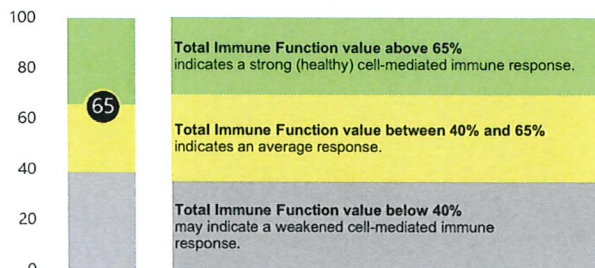 100
80
60
40
20
0
65
Total Immune Function value above 65%
indicates a strong (healthy) cell-mediated immune response.
Total Immune Function value between 40% and 65%
indicates an average response.
Total Immune Function value below 40%
may indicate a weakened cell-mediated immune
response.